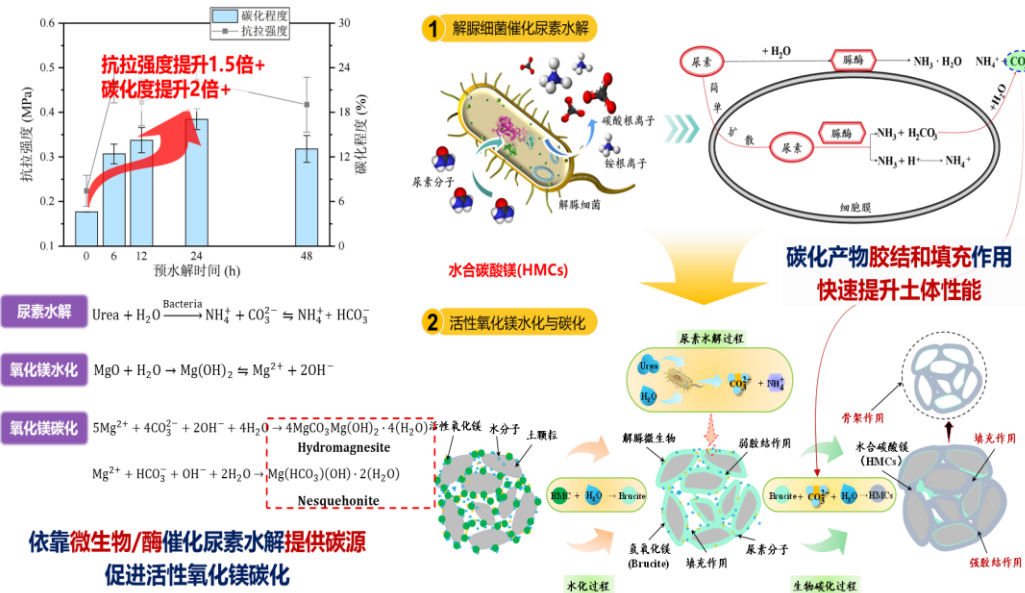 碳化程度
抗拉强度
抗拉强度提升1.5倍+
碳化度提升2倍+
抗拉强度 (MPa)
0.6
0.5
0.4
0.3
0.2
0.1
碳化程度 (%)
30
24
18
12
6
0
0 6 12 24 48
预水解时间 (h)
1 解脲细菌催化尿素水解
碳酸根离子
铵根离子
尿素分子
解脲细菌
尿素
+ H₂O
脲酶
NH₃ · H₂O
NH₄⁺ + CO
简单扩散
尿素
脲酶
NH₃ + H₂CO₃
NH₃ + H⁺ → NH₄⁺
+H₂O
细胞膜
水合碳酸镁(HMCs)
碳化产物胶结和填充作用
快速提升土体性能
尿素水解
Urea + H₂O Bacteria→ NH₄⁺ + CO₃²⁻ ⇋ NH₄⁺ + HCO₃⁻
氧化镁水化
MgO + H₂O → Mg(OH)₂ ⇋ Mg²⁺ + 2OH⁻
氧化镁碳化
5Mg²⁺ + 4CO₃²⁻ + 2OH⁻ + 4H₂O → 4MgCO₃Mg(OH)₂·4(H₂O)
Hydromagnesite
Mg²⁺ + HCO₃⁻ + OH⁻ + 2H₂O → Mg(HCO₃)(OH)·2(H₂O)
Nesquehonite
依靠微生物/酶催化尿素水解提供碳源
促进活性氧化镁碳化
2 活性氧化镁水化与碳化
尿素水解过程
Urea
H₂O
CO₃²⁺ + NH₄⁺
活性氧化镁
水分子
土颗粒
RMC + H₂O → Brucite
水化过程
解脲微生物
弱胶结作用
氢氧化镁
(Brucite)
填充作用
尿素分子
Brucite + CO₃²⁺ + H₂O → HMCs
生物碳化过程
骨架作用
水合碳酸镁
(HMCs)
填充作用
强胶结作用